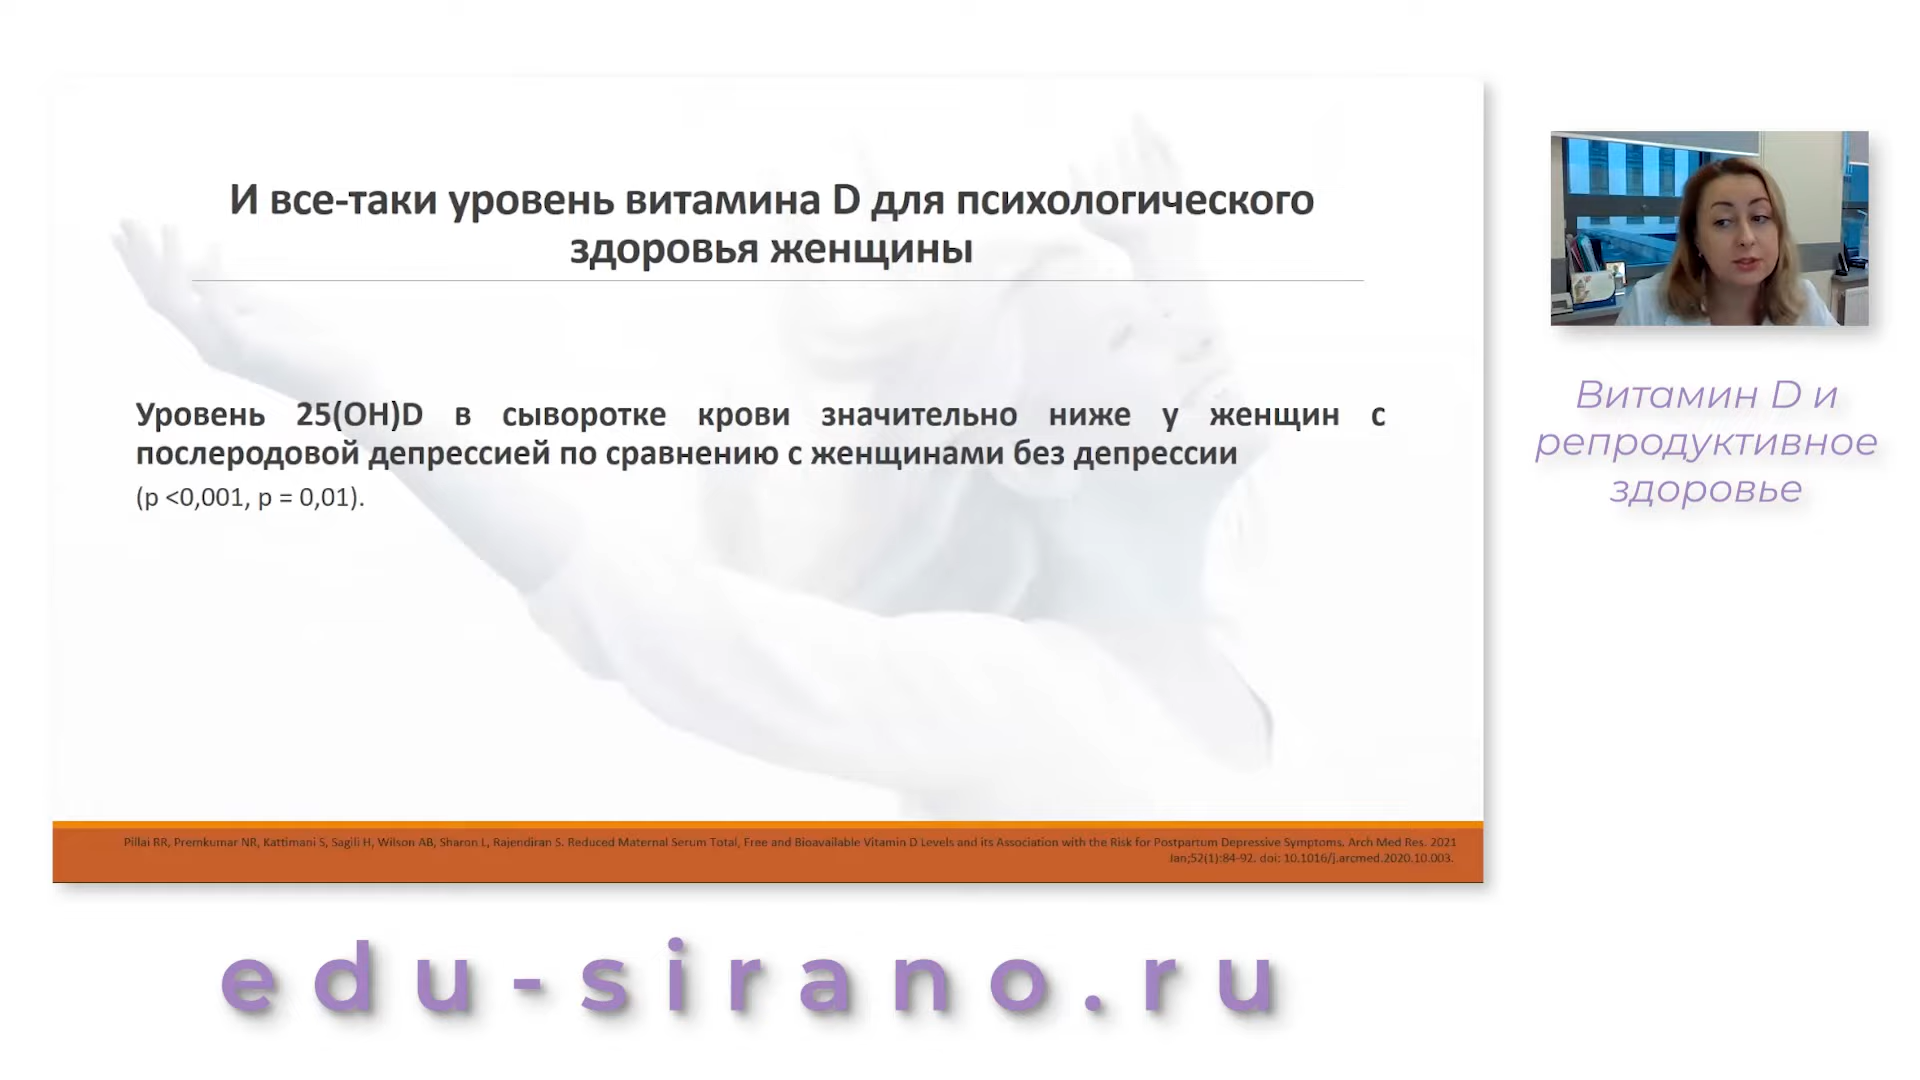 И все-таки уровень витамина D для психологического
здоровья женщины
Уровень 25(OH)D в сыворотке крови значительно ниже у женщин с
послеродовой депрессией по сравнению с женщинами без депрессии
(p <0,001, p = 0,01).
Pillai RR, Premkumar NR, Kattimani S, Sagili H, Wilson AB, Sharon L, Rajendiran S. Reduced Maternal Serum Total, Free and Bioavailable Vitamin D Levels and its Association with the Risk for Postpartum Depressive Symptoms. Arch Med Res. 2021
Jan;52(1):84-92. doi: 10.1016/j.arcmed.2020.10.003.
Витамин D и
репродуктивное
здоровье
edu-sirano.ru